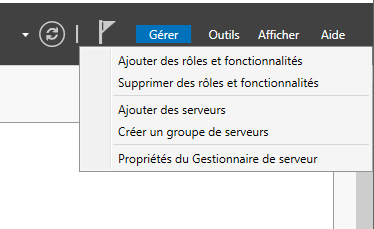 Gérer Outils Afficher Aide
Ajouter des rôles et fonctionnalités
Supprimer des rôles et fonctionnalités
Ajouter des serveurs
Créer un groupe de serveurs
Propriétés du Gestionnaire de serveur